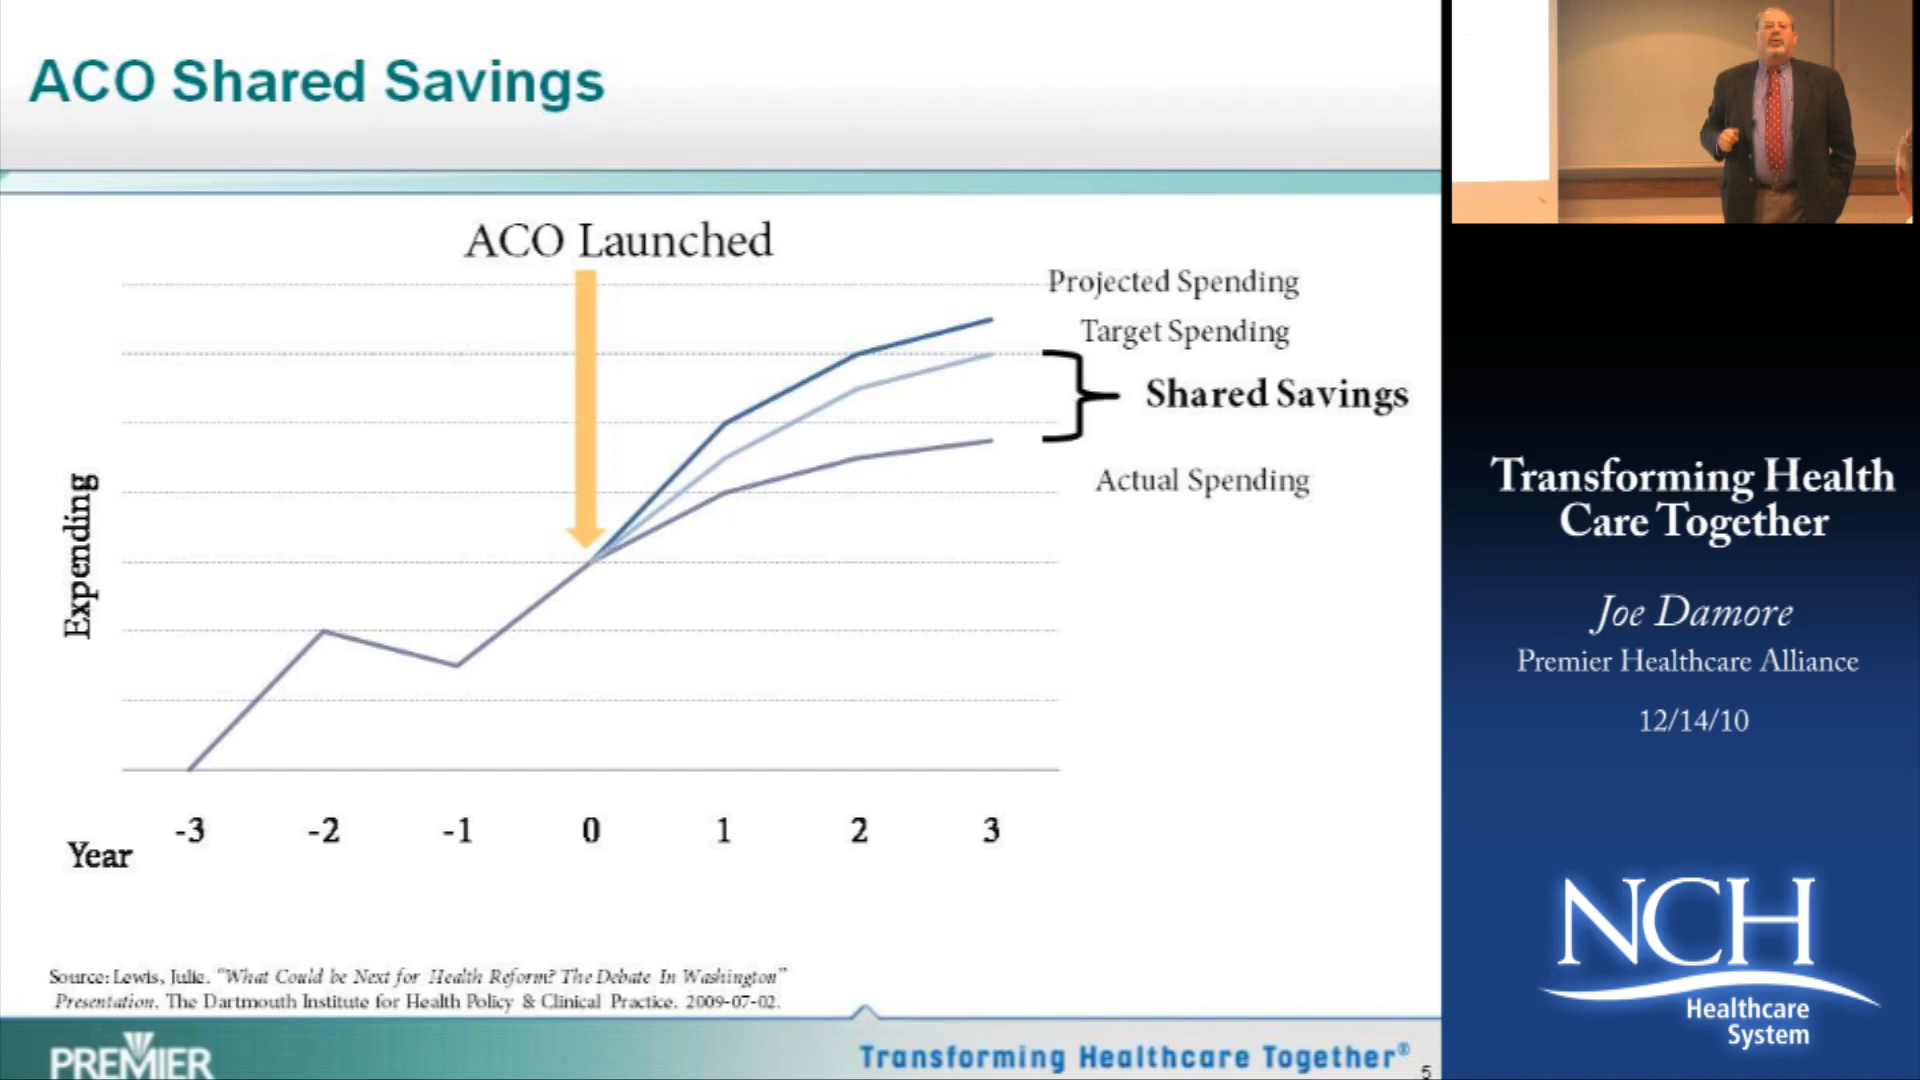 ACO Shared Savings
ACO Launched
Projected Spending
Target Spending
Shared Savings
Actual Spending
Expending
-3 -2 -1 0 1 2 3
Year
Source: Lewis, Julie. “What Could be Next for Health Reform? The Debate In Washington”
Presentation. The Dartmouth Institute for Health Policy & Clinical Practice. 2009-07-02.
PREMIER
Transforming Healthcare Together®
5
Transforming Health
Care Together
Joe Damore
Premier Healthcare Alliance
12/14/10
NCH
Healthcare
System